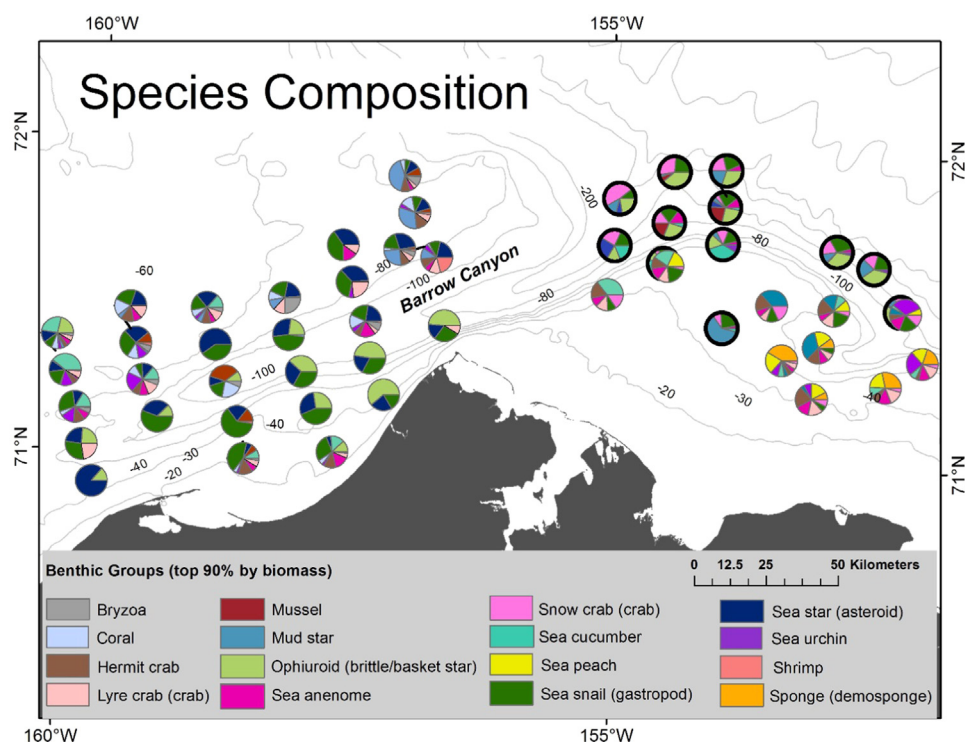 160°W 155°W
Species Composition
72°N 72°N
-200
-60
-80
-80
-100
Barrow Canyon
-100
-80
-100
-20
-30
-40
-40
71°N 71°N
-40
-20
-30
Benthic Groups (top 90% by biomass)
0 12.5 25 50 Kilometers
Bryzoa
Coral
Hermit crab
Lyre crab (crab)
Mussel
Mud star
Ophiuroid (brittle/basket star)
Sea anenome
Snow crab (crab)
Sea cucumber
Sea peach
Sea snail (gastropod)
Sea star (asteroid)
Sea urchin
Shrimp
Sponge (demosponge)
160°W 155°W